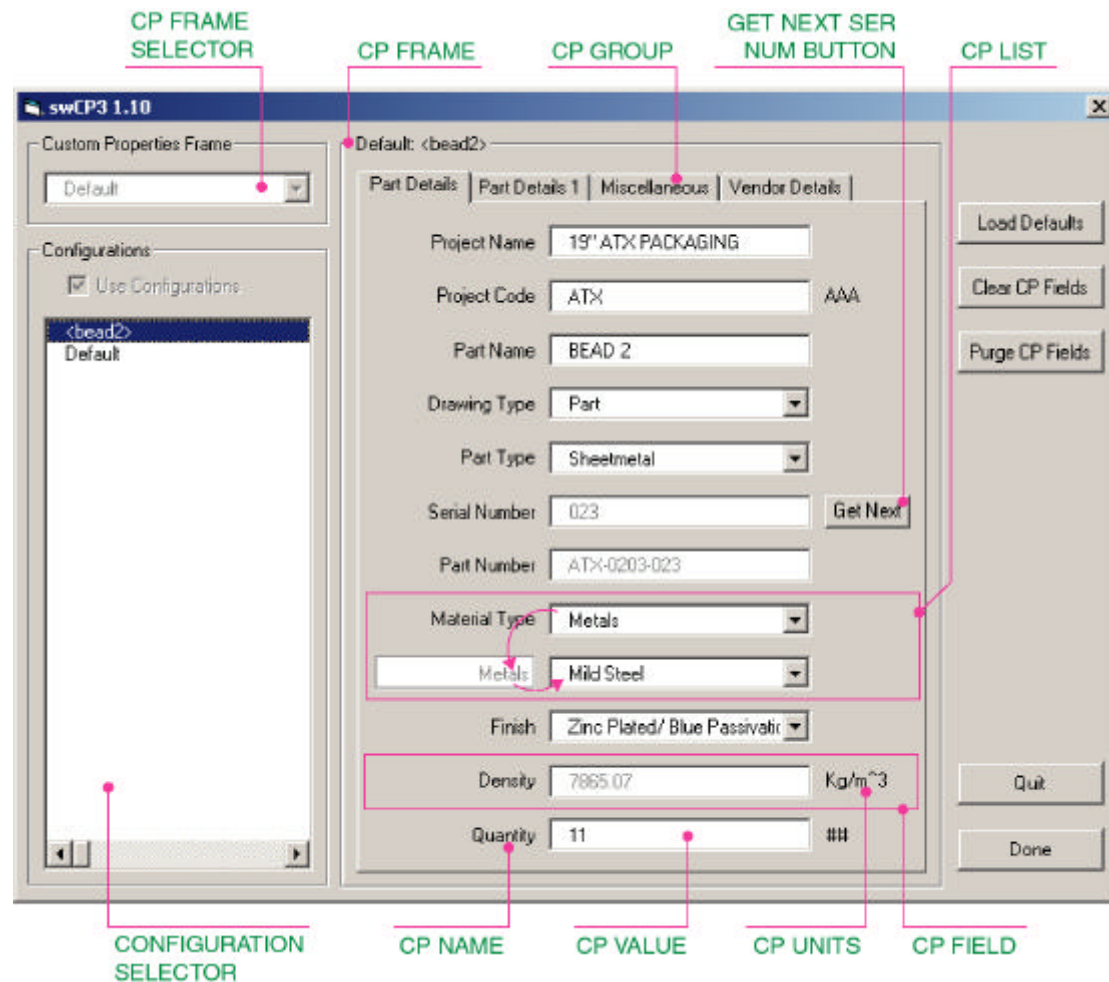 CP FRAME
SELECTOR
CP FRAME
CP GROUP
GET NEXT SER
NUM BUTTON
CP LIST
swCP3 1.10
Custom Properties Frame
Default
Configurations
Use Configurations
<bead2>
Default
Default: <bead2>
Part Details
Part Details 1
Miscellaneous
Vendor Details
Project Name
19" ATX PACKAGING
Project Code
ATX
AAA
Part Name
BEAD 2
Drawing Type
Part
Part Type
Sheetmetal
Serial Number
023
Get Next
Part Number
ATX-0203-023
Material Type
Metals
Metals
Mild Steel
Finish
Zinc Plated/ Blue Passivatic
Density
7865.07
Kg/m^3
Quantity
11
##
Load Defaults
Clear CP Fields
Purge CP Fields
Quit
Done
CONFIGURATION
SELECTOR
CP NAME
CP VALUE
CP UNITS
CP FIELD